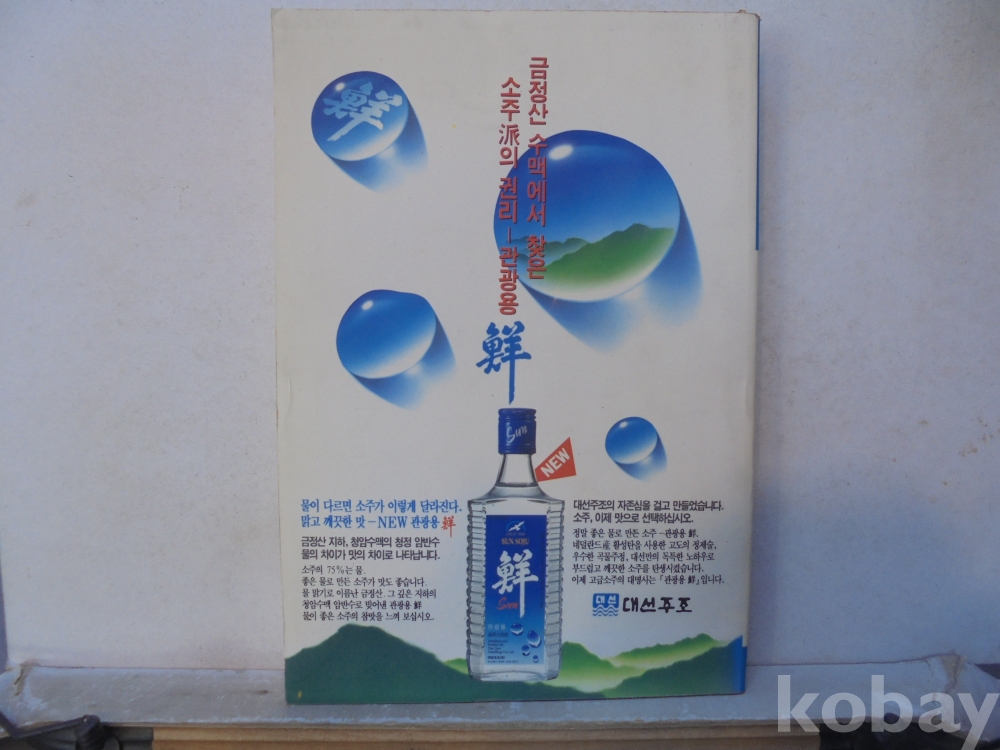 鮮
금정산 수맥에서 찾은
소주派의 권리-관광용
鮮
Sun
NEW
물이 다르면 소주가 이렇게 달라진다.
맑고 깨끗한 맛-NEW 관광용 鮮
금정산 지하, 청암수맥의 청정 암반수
물의 차이가 맛의 차이로 나타납니다.
소주의 75%는 물.
좋은 물로 만든 소주가 맛도 좋습니다.
물 맑기로 이름난 금정산. 그 깊은 지하의
청암수맥 암반수로 빚어낸 관광용 鮮
물이 좋은 소주의 참맛을 느껴 보십시오.
SUN SOJU
鮮
Sun
대선주조의 자존심을 걸고 만들었습니다.
소주, 이제 맛으로 선택하십시오.
정말 좋은 물로 만든 소주-관광용 鮮.
네덜란드産 활성탄을 사용한 고도의 정제술,
우수한 곡물주정, 대선만의 독특한 노하우로
부드럽고 깨끗한 소주를 탄생시켰습니다.
이제 고급소주의 대명사는 「관광용 鮮」입니다.
대선
대선주조
kobay